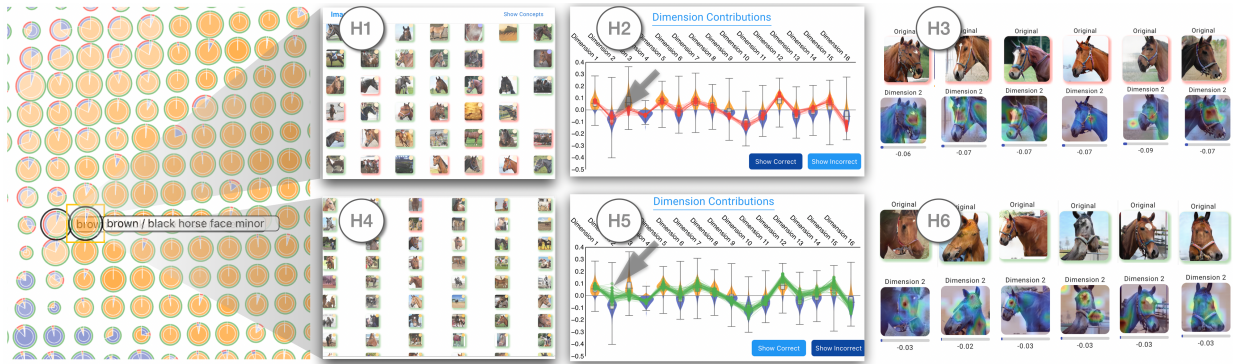 brow
brown / black horse face minor
H1
Ima
Show Concepts
H2
Dimension Contributions
Dimension 1 Dimension 2 Dimension 3 Dimension 4 Dimension 5 Dimension 6 Dimension 7 Dimension 8 Dimension 9 Dimension 10 Dimension 11 Dimension 12 Dimension 13 Dimension 14 Dimension 15 Dimension 16
0.4
0.3
0.2
0.1
0.0
-0.1
-0.2
-0.3
-0.4
-0.5
Show Correct Show Incorrect
H3
Original Original Original Original Original Original
Dimension 2 Dimension 2 Dimension 2 Dimension 2 Dimension 2 Dimension 2
-0.06 -0.07 -0.07 -0.07 -0.09 -0.07
H4
H5
Dimension Contributions
Dimension 1 Dimension 2 Dimension 3 Dimension 4 Dimension 5 Dimension 6 Dimension 7 Dimension 8 Dimension 9 Dimension 10 Dimension 11 Dimension 12 Dimension 13 Dimension 14 Dimension 15 Dimension 16
0.4
0.3
0.2
0.1
0.0
-0.1
-0.2
-0.3
-0.4
-0.5
Show Correct Show Incorrect
H6
Original Original Original Original Original Original
Dimension 2 Dimension 2 Dimension 2 Dimension 2 Dimension 2 Dimension 2
-0.03 -0.02 -0.03 -0.04 -0.03 -0.03